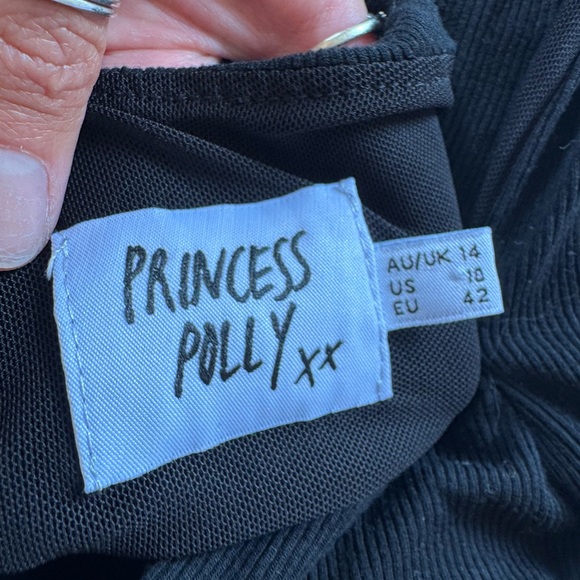 PRINCESS
POLLY xx
AU/UK 14
US 10
EU 42